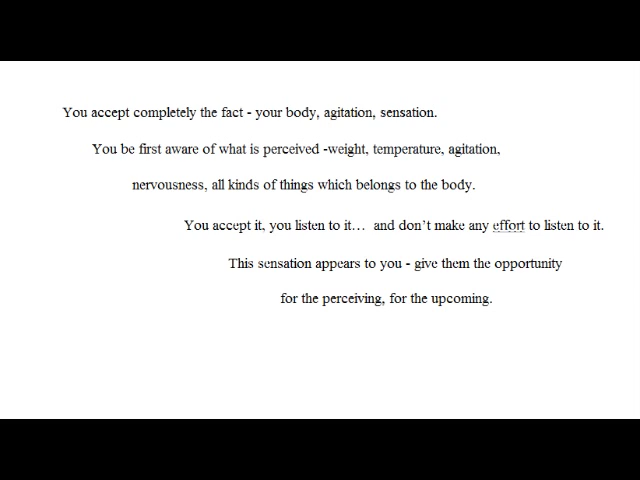 You accept completely the fact - your body, agitation, sensation.
You be first aware of what is perceived -weight, temperature, agitation,
nervousness, all kinds of things which belongs to the body.
You accept it, you listen to it… and don’t make any effort to listen to it.
This sensation appears to you - give them the opportunity
for the perceiving, for the upcoming.